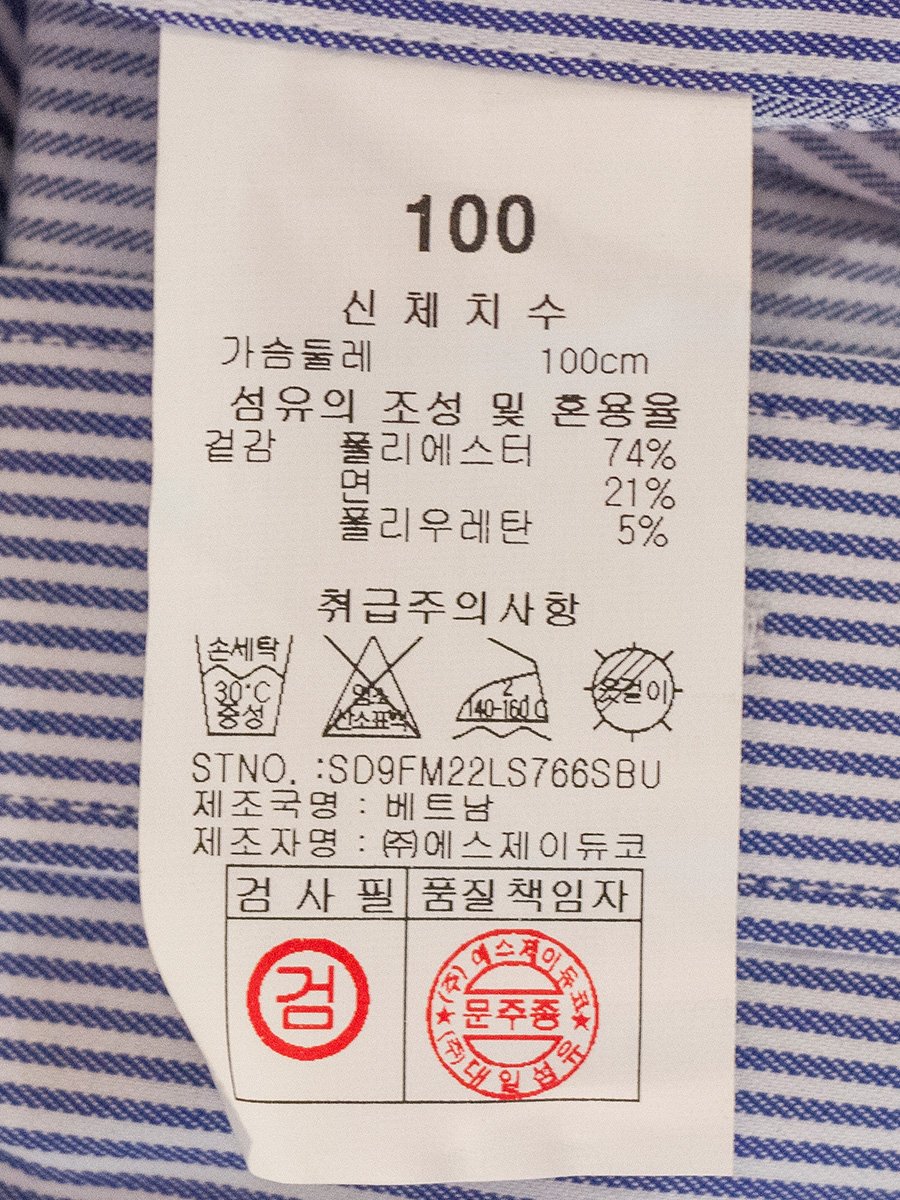 100
신체치수
가슴둘레 100cm
섬유의 조성 및 혼용율
겉감 폴리에스터 74%
면 21%
폴리우레탄 5%
취급주의사항
손세탁
30°C
중성
염소
산소표백
2
140-160 C
옷걸이
STNO. :SD9FM22LS766SBU
제조국명 : 베트남
제조자명 : ㈜에스제이듀코
검사필 품질책임자
검
(주)에스제이듀코
문주종
(주)대일섬유